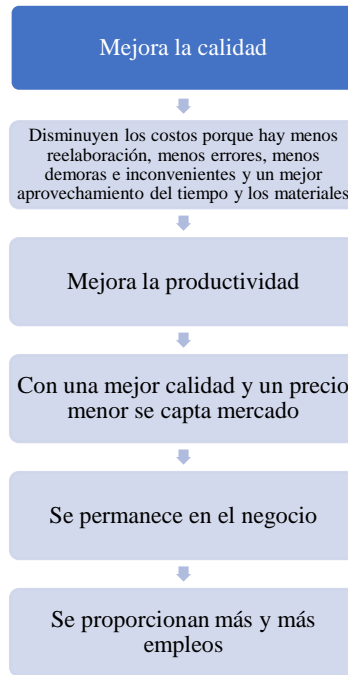 Mejora la calidad
Disminuyen los costos porque hay menos
reelaboración, menos errores, menos
demoras e inconvenientes y un mejor
aprovechamiento del tiempo y los materiales
Mejora la productividad
Con una mejor calidad y un precio
menor se capta mercado
Se permanece en el negocio
Se proporcionan más y más
empleos